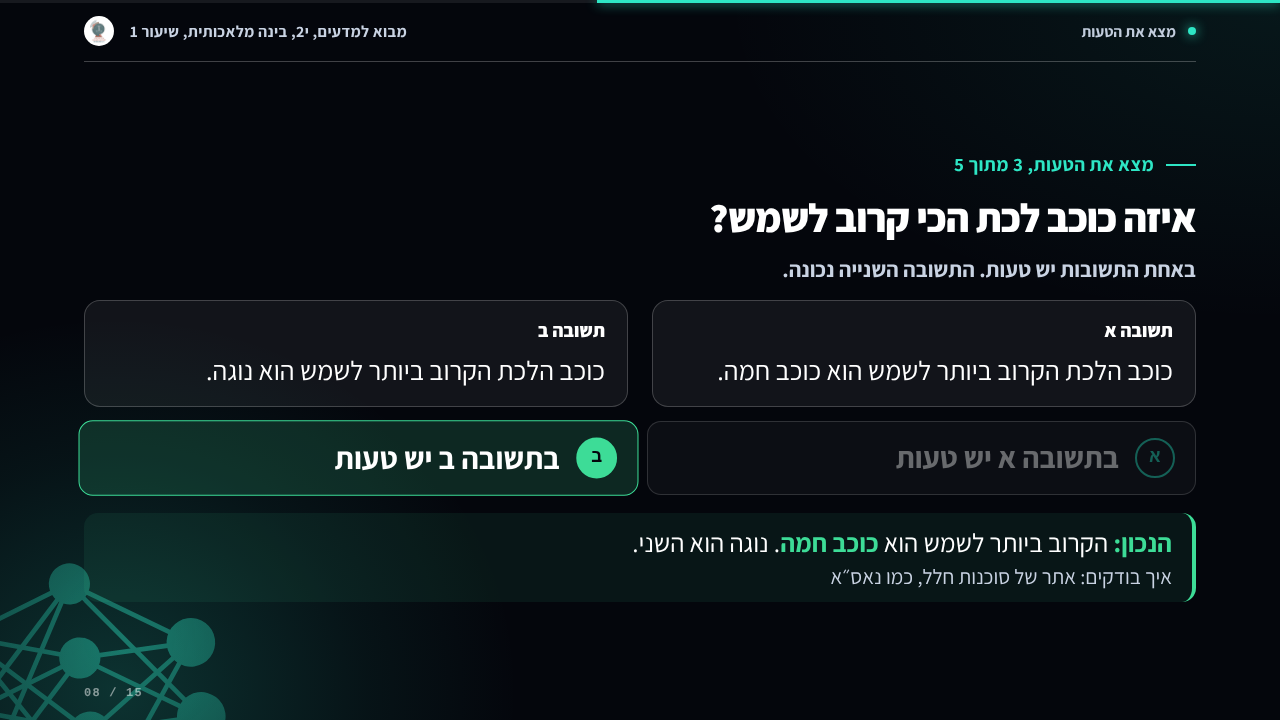 מצא את הטעות
מבוא למדעים, י2, בינה מלאכותית, שיעור 1
מצא את הטעות, 3 מתוך 5
איזה כוכב לכת הכי קרוב לשמש?
באחת התשובות יש טעות. התשובה השנייה נכונה.
תשובה א
כוכב הלכת הקרוב ביותר לשמש הוא כוכב חמה.
תשובה ב
כוכב הלכת הקרוב ביותר לשמש הוא נוגה.
א בתשובה א יש טעות
ב בתשובה ב יש טעות
הנכון: הקרוב ביותר לשמש הוא כוכב חמה. נוגה הוא השני.
איך בודקים: אתר של סוכנות חלל, כמו נאס״א
08 / 15